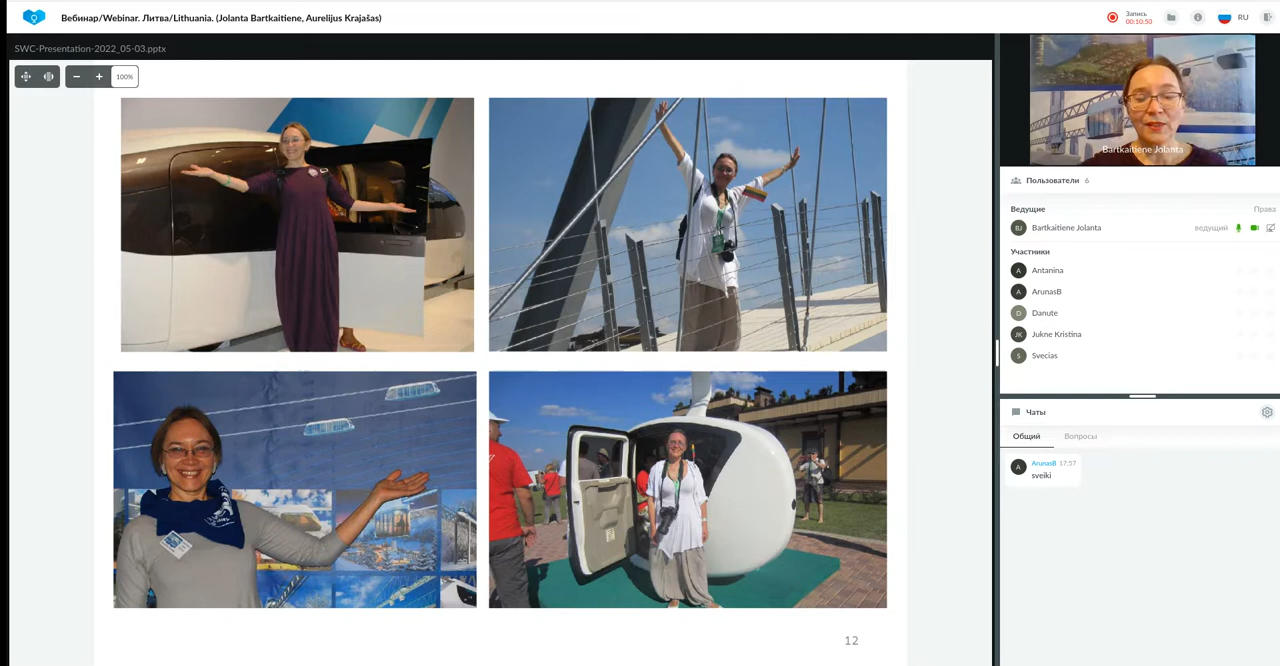 Вебинар/Webinar. Литва/Lithuania. (Jolanta Bartkaitiene, Aurelijus Krajašas)
Запись
00:10:50
RU
SWC-Presentation-2022_05-03.pptx
100%
12
Bartkaitiene Jolanta
Пользователи 6
Ведущие Права
BJ Bartkaitiene Jolanta ведущий
Участники
A Antanina
A ArunasB
D Danute
JK Jukne Kristina
S Svecias
Чаты
Общий Вопросы
A ArunasB 17:57
sveiki